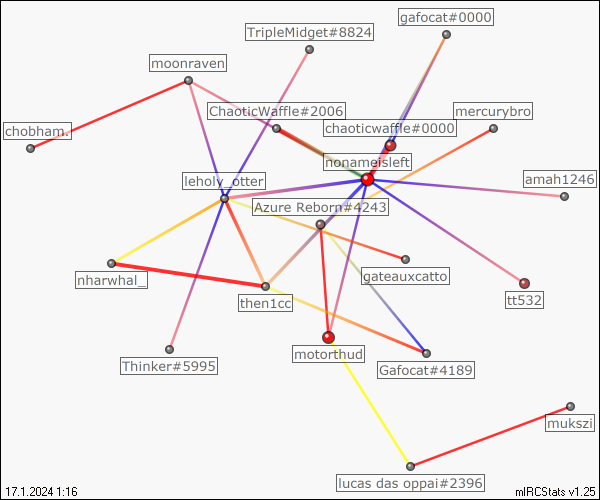 gafocat#0000
TripleMidget#8824
moonraven
ChaoticWaffle#2006
mercurybro
chaoticwaffle#0000
chobham.
nonameisleft
leholy_otter
amah1246
Azure Reborn#4243
nharwhal_
gateauxcatto
then1cc
tt532
motorthud
Thinker#5995
Gafocat#4189
mukszi
lucas das oppai#2396
17.1.2024 1:16
mIRCStats v1.25